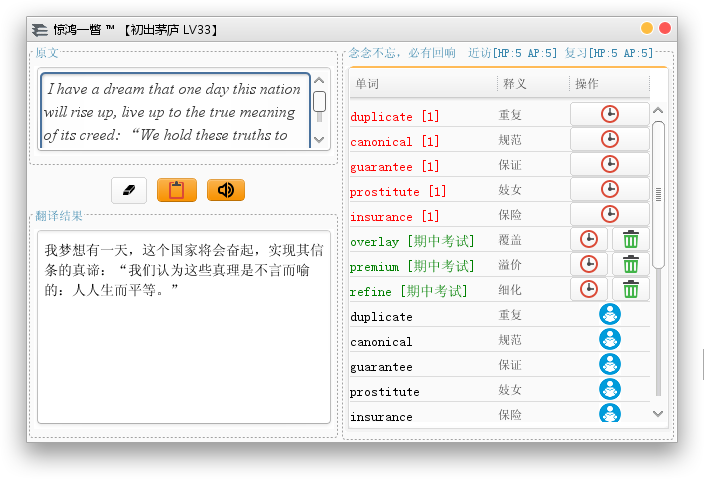 惊鸿一瞥 ™ 【初出茅庐 LV33】
原文
I have a dream that one day this nation
will rise up, live up to the true meaning
of its creed: “We hold these truths to
翻译结果
我梦想有一天，这个国家将会奋起，实现其信
条的真谛：“我们认为这些真理是不言而喻
的：人人生而平等。”
念念不忘，必有回响 近访[HP:5 AP:5] 复习[HP:5 AP:5]
单词 释义 操作
duplicate [1] 重复
canonical [1] 规范
guarantee [1] 保证
prostitute [1] 妓女
insurance [1] 保险
overlay [期中考试] 覆盖
premium [期中考试] 溢价
refine [期中考试] 细化
duplicate 重复
canonical 规范
guarantee 保证
prostitute 妓女
insurance 保险